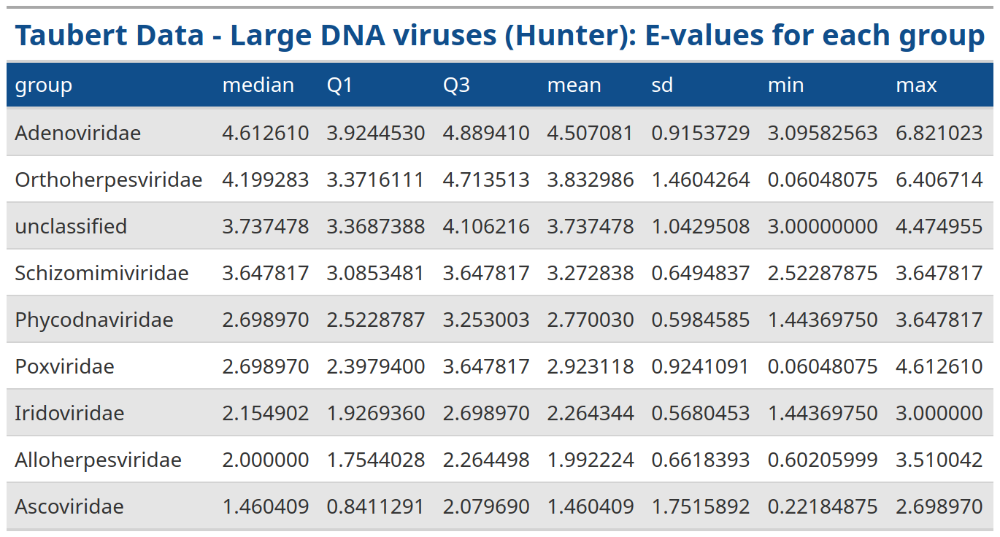 Taubert Data - Large DNA viruses (Hunter): E-values for each group
group median Q1 Q3 mean sd min max
Adenoviridae 4.612610 3.9244530 4.889410 4.507081 0.9153729 3.09582563 6.821023
Orthoherpesviridae 4.199283 3.3716111 4.713513 3.832986 1.4604264 0.06048075 6.406714
unclassified 3.737478 3.3687388 4.106216 3.737478 1.0429508 3.00000000 4.474955
Schizomimiviridae 3.647817 3.0853481 3.647817 3.272838 0.6494837 2.52287875 3.647817
Phycodnaviridae 2.698970 2.5228787 3.253003 2.770030 0.5984585 1.44369750 3.647817
Poxviridae 2.698970 2.3979400 3.647817 2.923118 0.9241091 0.06048075 4.612610
Iridoviridae 2.154902 1.9269360 2.698970 2.264344 0.5680453 1.44369750 3.000000
Alloherpesviridae 2.000000 1.7544028 2.264498 1.992224 0.6618393 0.60205999 3.510042
Ascoviridae 1.460409 0.8411291 2.079690 1.460409 1.7515892 0.22184875 2.698970